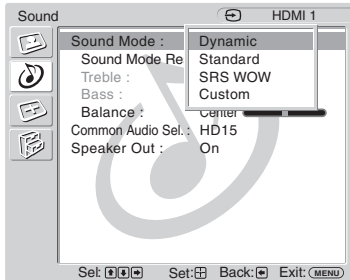 Sound HDMI 1
Sound Mode : Dynamic
Sound Mode Re Standard
Treble : SRS WOW
Bass : Custom
Balance : Center
Common Audio Sel. : HD15
Speaker Out : On
Sel: Set: Back: Exit: MENU